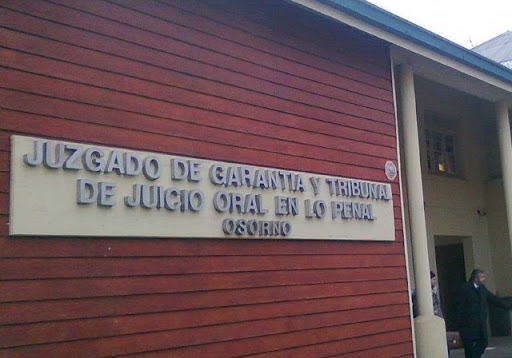 JUZGADO DE GARANTIA Y TRIBUNAL
DE JUICIO ORAL EN LO PENAL
OSORNO